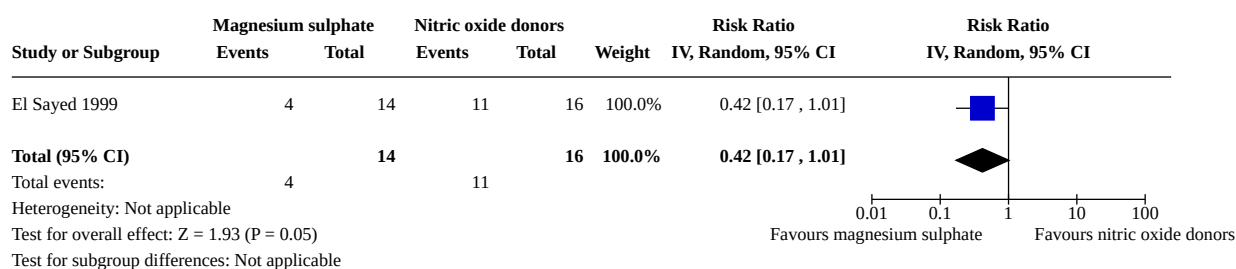 Magnesium sulphate Nitric oxide donors Risk Ratio Risk Ratio
Study or Subgroup Events Total Events Total Weight IV, Random, 95% CI IV, Random, 95% CI
El Sayed 1999 4 14 11 16 100.0% 0.42 [0.17 , 1.01]
Total (95% CI) 14 16 100.0% 0.42 [0.17 , 1.01]
Total events: 4 11
Heterogeneity: Not applicable 0.01 0.1 1 10 100
Test for overall effect: Z = 1.93 (P = 0.05) Favours magnesium sulphate Favours nitric oxide donors
Test for subgroup differences: Not applicable